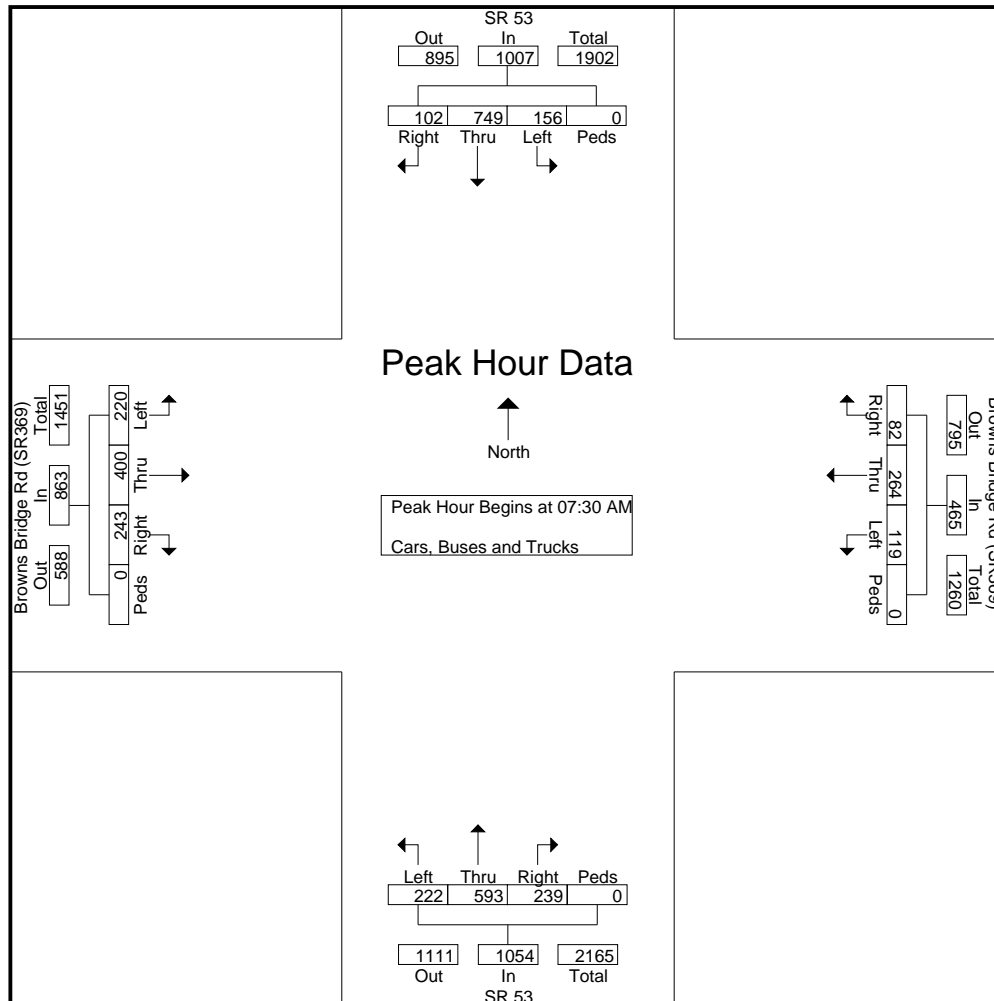 SR 53
Out In Total
895 1007 1902
102 749 156 0
Right Thru Left Peds
Peak Hour Data
North
Peak Hour Begins at 07:30 AM
Cars, Buses and Trucks
Browns Bridge Rd (SR369)
Out In Total
588 863 1451
220 400 243 0
Left Thru Right Peds
Out In Total
795 465 1260
82 264 119 0
Right Thru Left Peds
Left Thru Right Peds
222 593 239 0
1111 1054 2165
Out In Total
SR 53